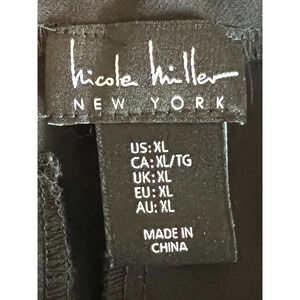 nicole miller
NEW YORK
US: XL
CA: XL/TG
UK: XL
EU: XL
AU: XL
MADE IN
CHINA